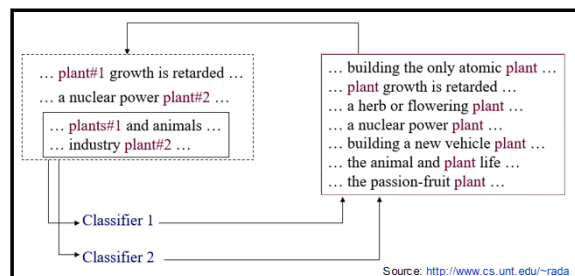 … plant#1 growth is retarded …
… a nuclear power plant#2 …
… plants#1 and animals …
… industry plant#2 …
… building the only atomic plant …
… plant growth is retarded …
… a herb or flowering plant …
… a nuclear power plant …
… building a new vehicle plant …
… the animal and plant life …
… the passion-fruit plant …
Classifier 1
Classifier 2
Source: http://www.cs.unt.edu/~rada